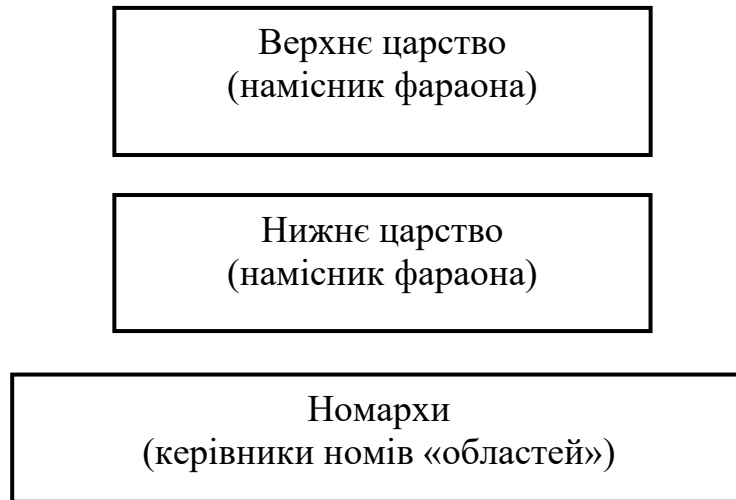 Верхнє царство
(намісник фараона)
Нижнє царство
(намісник фараона)
Номархи
(керівники номів «областей»)